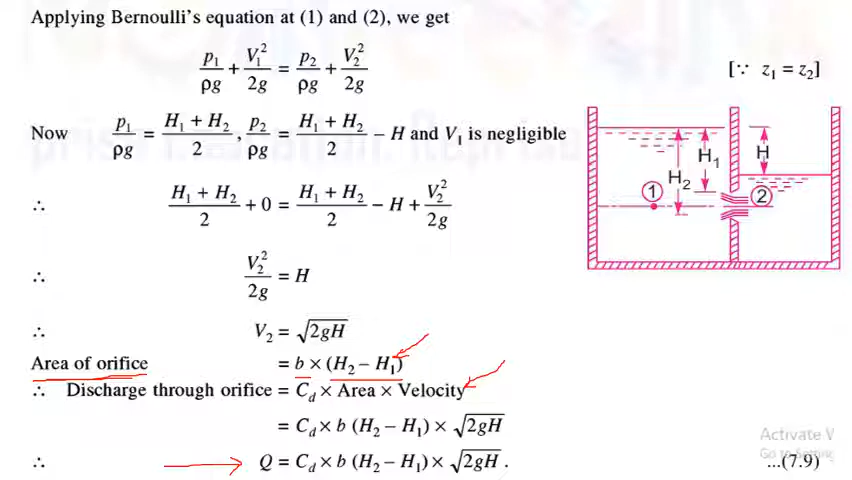 Applying Bernoulli's equation at (1) and (2), we get
p₁/ρg + V₁²/2g = p₂/ρg + V₂²/2g [∵ z₁ = z₂]
Now p₁/ρg = (H₁ + H₂)/2, p₂/ρg = (H₁ + H₂)/2 – H and V₁ is negligible
∴ (H₁ + H₂)/2 + 0 = (H₁ + H₂)/2 – H + V₂²/2g
H₁ H
H₂ ① ②
∴ V₂²/2g = H
∴ V₂ = √2gH
Area of orifice = b × (H₂ – H₁)
∴ Discharge through orifice = C_d × Area × Velocity
= C_d × b (H₂ – H₁) × √2gH
∴ Q = C_d × b (H₂ – H₁) × √2gH . ...(7.9)
Activate
Go to Setting